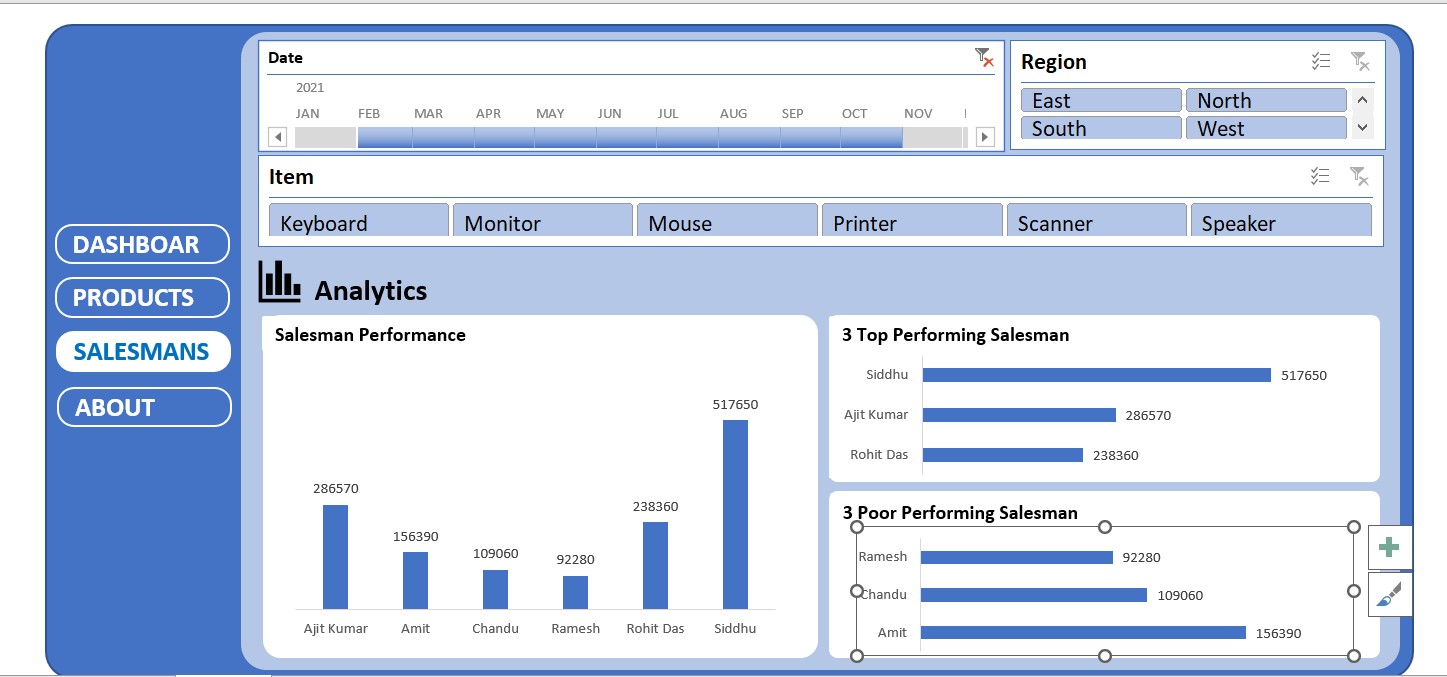 Date
2021
JAN FEB MAR APR MAY JUN JUL AUG SEP OCT NOV
Region
East North
South West
Item
Keyboard Monitor Mouse Printer Scanner Speaker
DASHBOAR
PRODUCTS
SALESMANS
ABOUT
Analytics
Salesman Performance
517650
286570
238360
156390
109060
92280
Ajit Kumar Amit Chandu Ramesh Rohit Das Siddhu
3 Top Performing Salesman
Siddhu 517650
Ajit Kumar 286570
Rohit Das 238360
3 Poor Performing Salesman
Ramesh 92280
Chandu 109060
Amit 156390